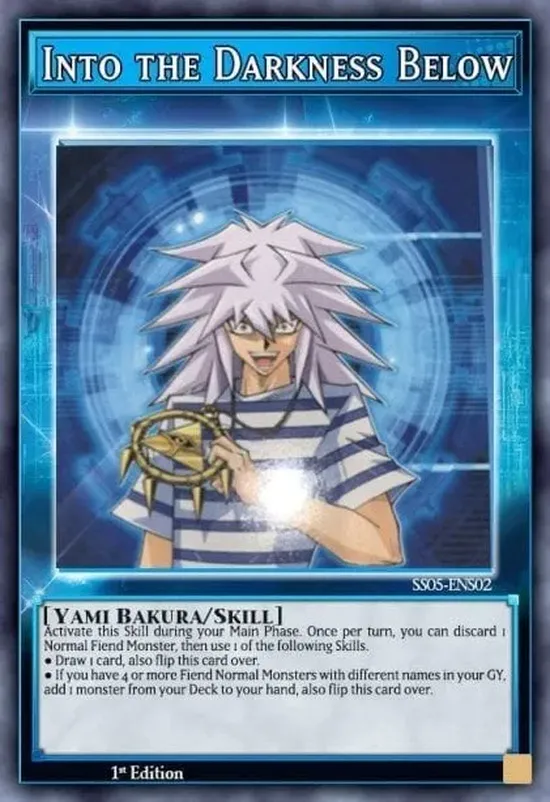 Into the Darkness Below
SS05-ENS02
[Yami Bakura/Skill]
Activate this Skill during your Main Phase. Once per turn, you can discard 1
Normal Fiend Monster, then use 1 of the following Skills.
● Draw 1 card, also flip this card over.
● If you have 4 or more Fiend Normal Monsters with different names in your GY,
add 1 monster from your Deck to your hand, also flip this card over.
1st Edition